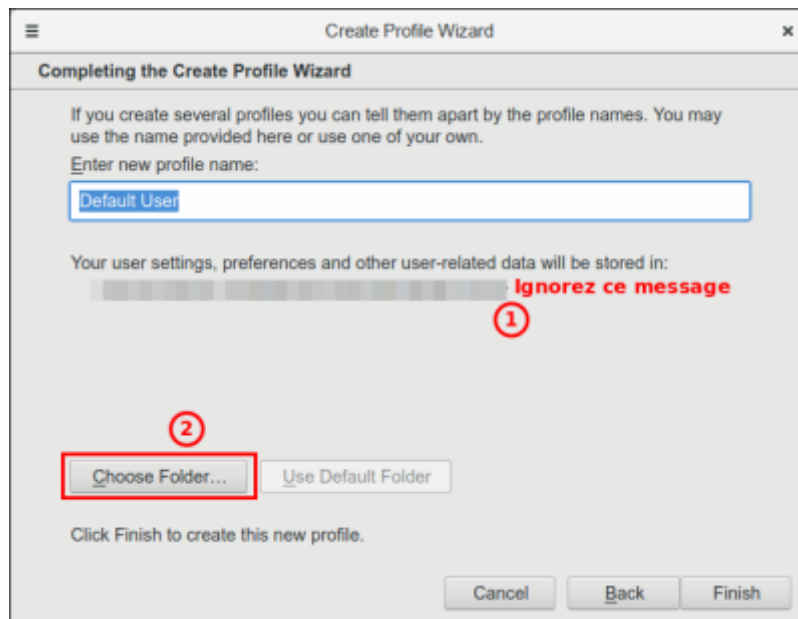 Create Profile Wizard
Completing the Create Profile Wizard
If you create several profiles you can tell them apart by the profile names. You may
use the name provided here or use one of your own.
Enter new profile name:
Default User
Your user settings, preferences and other user-related data will be stored in:
Ignorez ce message
1
2
Choose Folder...
Use Default Folder
Click Finish to create this new profile.
Cancel
Back
Finish